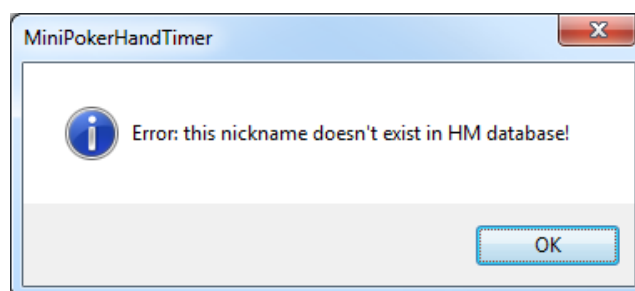 MiniPokerHandTimer
Error: this nickname doesn't exist in HM database!
OK